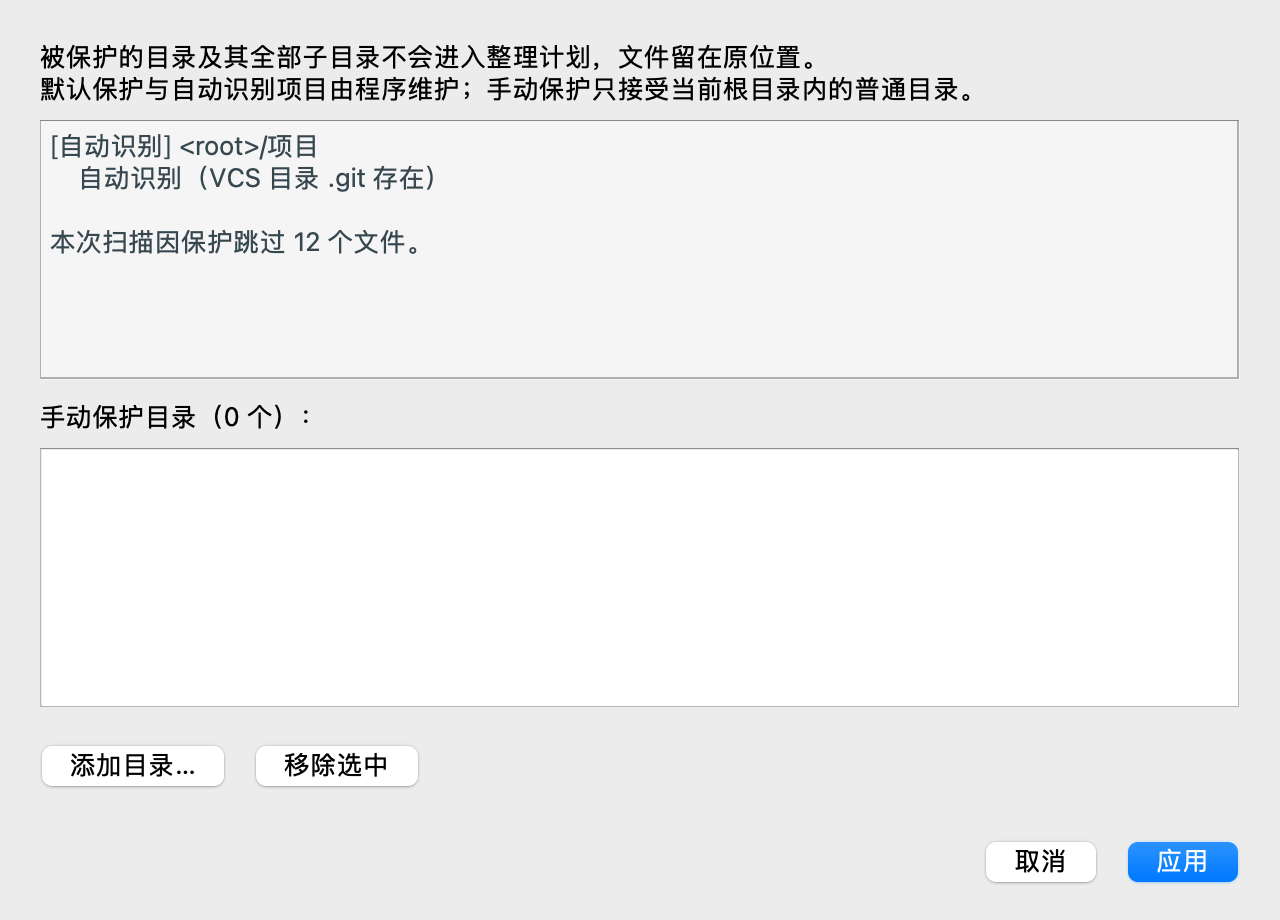 被保护的目录及其全部子目录不会进入整理计划，文件留在原位置。
默认保护与自动识别项目由程序维护；手动保护只接受当前根目录内的普通目录。
[自动识别] <root>/项目
自动识别（VCS 目录 .git 存在）
本次扫描因保护跳过 12 个文件。
手动保护目录（0 个）：
添加目录...
移除选中
取消
应用